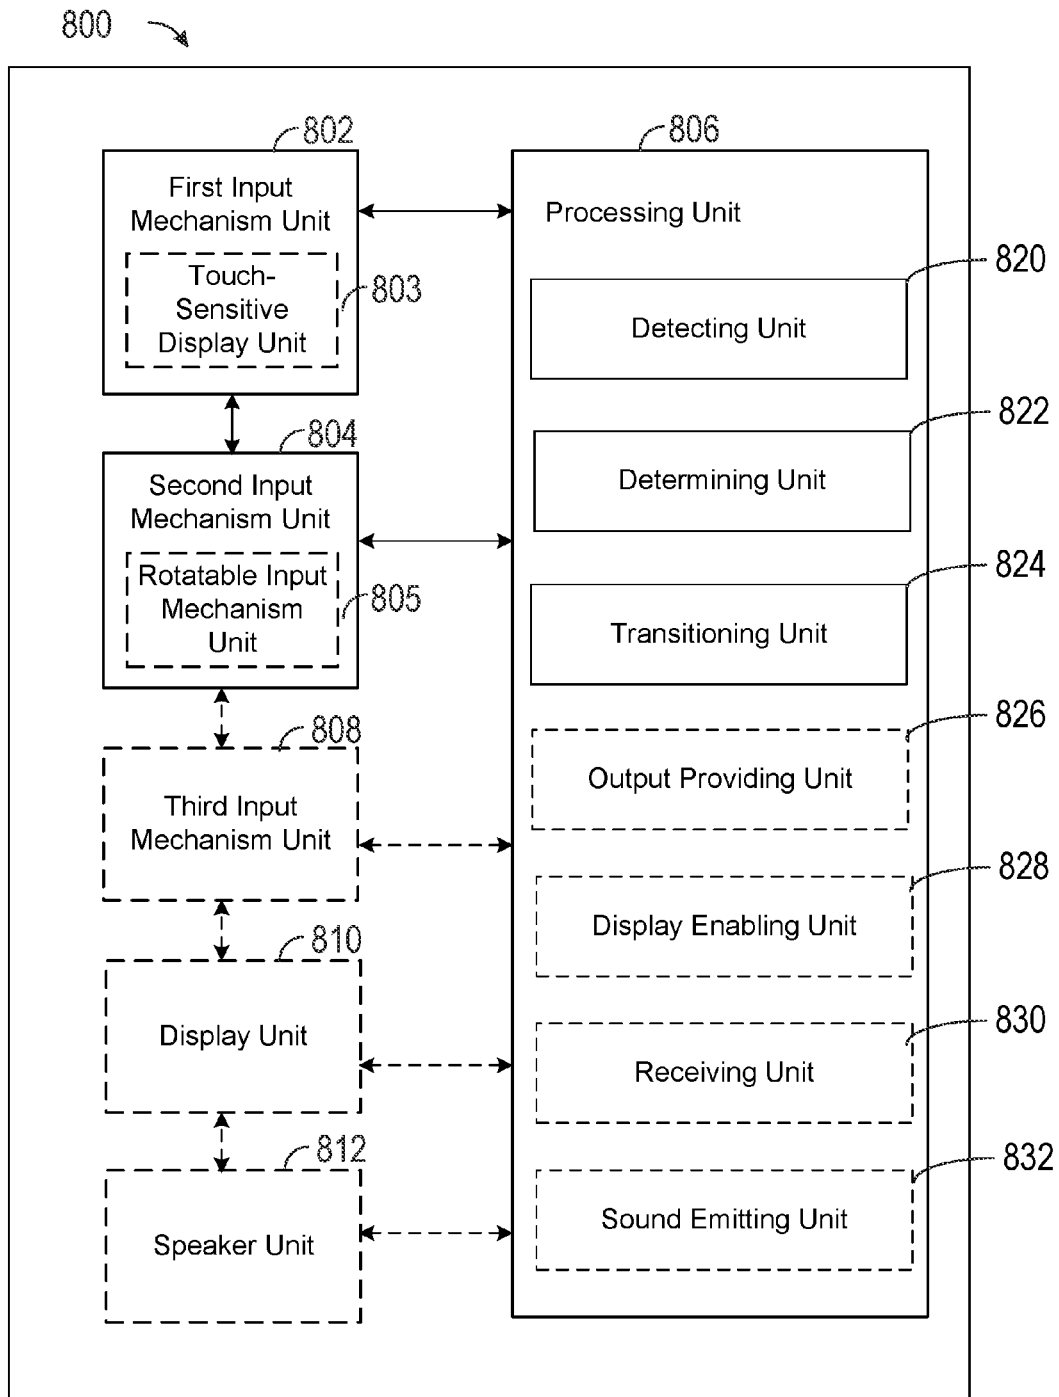 800
802
First Input
Mechanism Unit
Touch-
Sensitive
Display Unit
803
804
Second Input
Mechanism Unit
Rotatable Input
Mechanism
Unit
805
808
Third Input
Mechanism Unit
810
Display Unit
812
Speaker Unit
806
Processing Unit
820
Detecting Unit
822
Determining Unit
824
Transitioning Unit
826
Output Providing Unit
828
Display Enabling Unit
830
Receiving Unit
832
Sound Emitting Unit